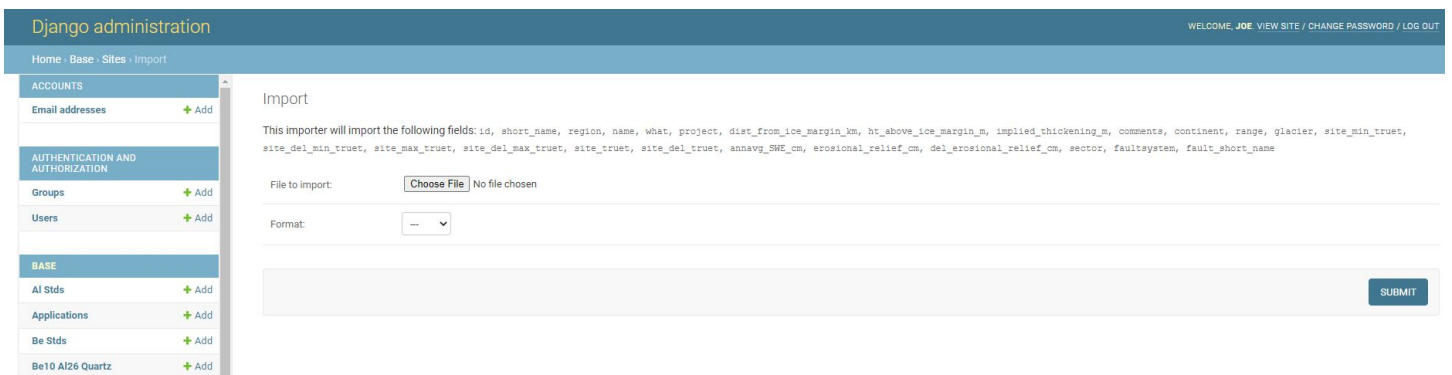 Django administration
WELCOME, JOE. VIEW SITE / CHANGE PASSWORD / LOG OUT
Home › Base › Sites › Import
ACCOUNTS
Email addresses + Add
AUTHENTICATION AND
AUTHORIZATION
Groups + Add
Users + Add
BASE
Al Stds + Add
Applications + Add
Be Stds + Add
Be10 Al26 Quartz + Add
Import
This importer will import the following fields: id, short_name, region, name, what, project, dist_from_ice_margin_km, ht_above_ice_margin_m, implied_thickening_m, comments, continent, range, glacier, site_min_truet,
site_del_min_truet, site_max_truet, site_del_max_truet, site_truet, site_del_truet, annavg_SWE_cm, erosional_relief_cm, del_erosional_relief_cm, sector, faultsystem, fault_short_name
File to import: Choose File No file chosen
Format: ---
SUBMIT